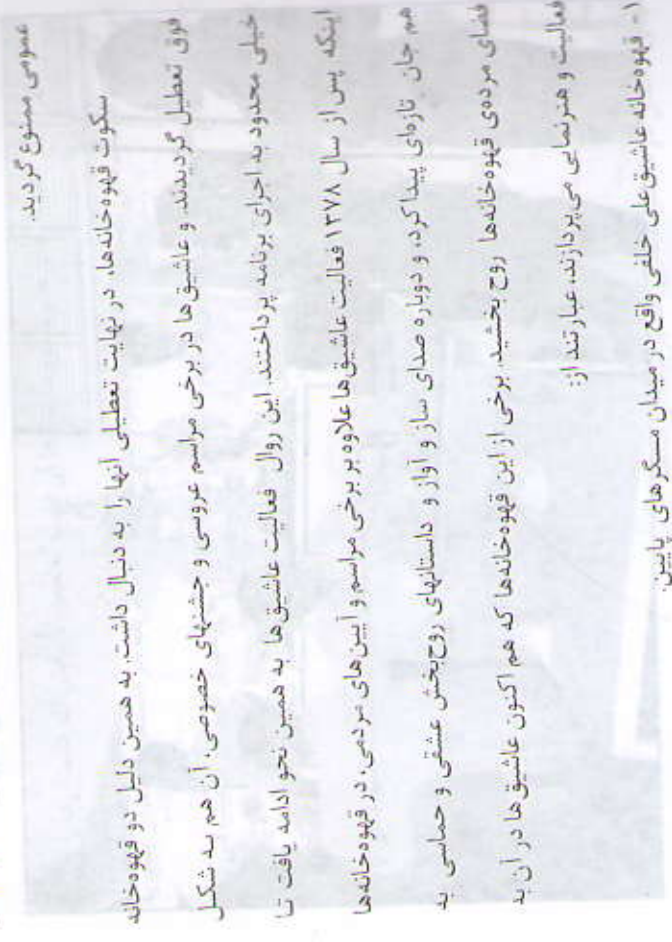 عمومی ممنوع گردید.
سکوت قهوه‌خانه‌ها، در نهایت تعطیلی آنها را به دنبال داشت. به همین دلیل دو قهوه‌خانه
فوق تعطیل گردیدند. و عاشیق‌ها در برخی مراسم عروسی و جشنهای خصوصی، آن هم به شکل
خیلی محدود به اجرای برنامه پرداختند. این روال فعالیت عاشیق‌ها به همین نحو ادامه یافت تا
اینکه پس از سال ۱۳۷۸ فعالیت عاشیق‌ها علاوه بر برخی مراسم و آیین‌های مردمی، در قهوه‌خانه‌ها
هم جان تازه‌ای پیدا کرد، و دوباره صدای ساز و آواز و داستانهای روح‌بخش عشقی و حماسی به
فضای مرده‌ی قهوه‌خانه‌ها روح بخشید. برخی از این قهوه‌خانه‌ها که هم اکنون عاشیق‌ها در آن به
فعالیت و هنرنمایی می‌پردازند، عبارتند از:
۱- قهوه‌خانه عاشیق علی خلفی واقع در میدان مسگرهای پایین.